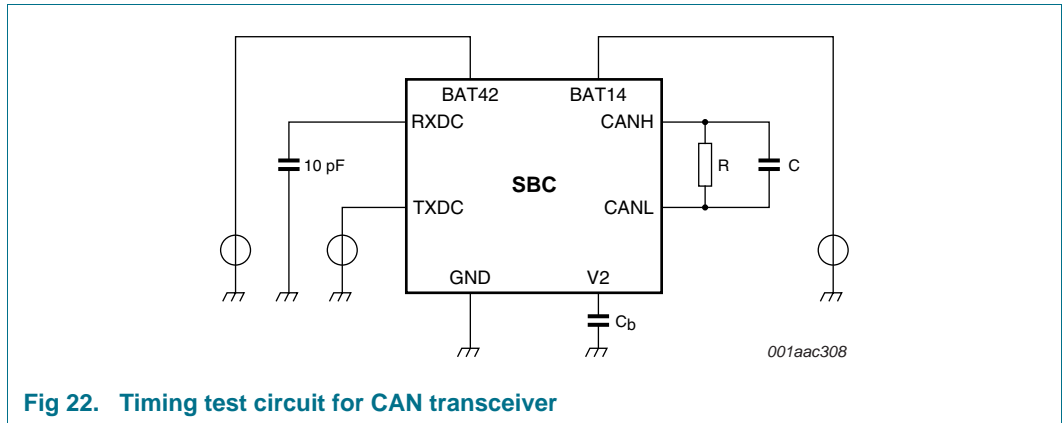 BAT42
BAT14
RXDC
CANH
10 pF
R
C
SBC
TXDC
CANL
GND
V2
Cb
001aac308
Fig 22. Timing test circuit for CAN transceiver